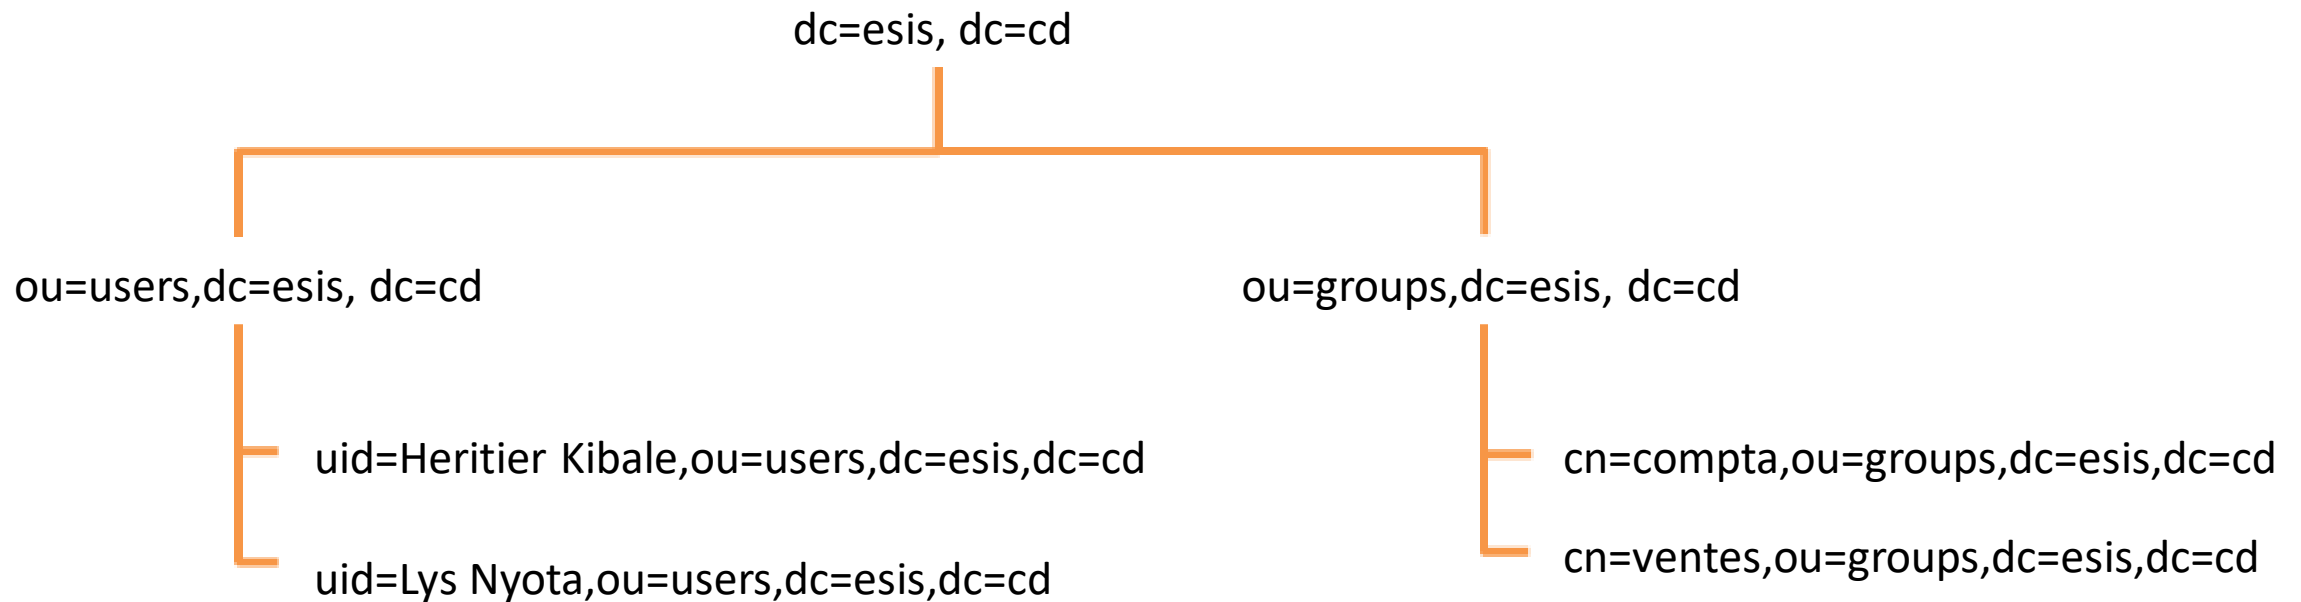 dc=esis, dc=cd
ou=users,dc=esis, dc=cd
ou=groups,dc=esis, dc=cd
uid=Heritier Kibale,ou=users,dc=esis,dc=cd
cn=compta,ou=groups,dc=esis,dc=cd
uid=Lys Nyota,ou=users,dc=esis,dc=cd
cn=ventes,ou=groups,dc=esis,dc=cd